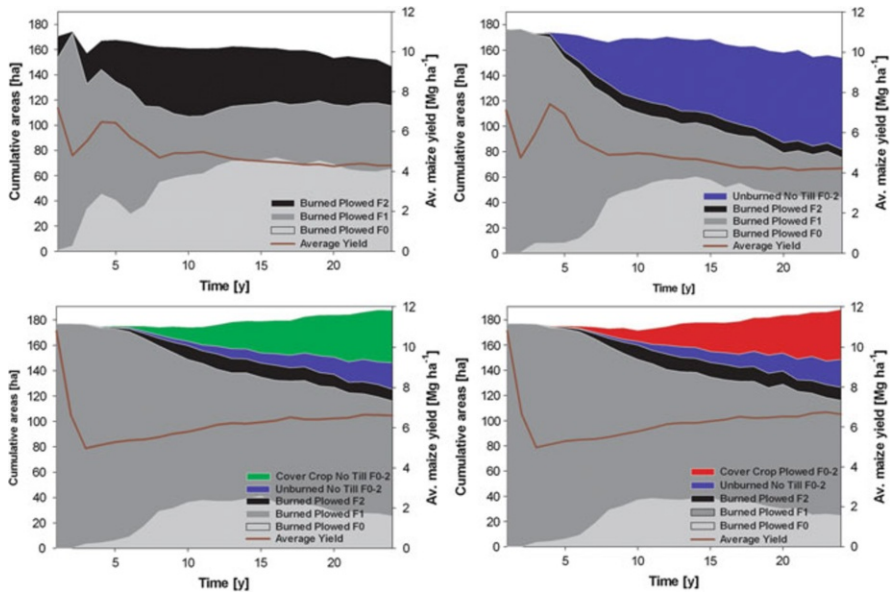 Cumulative areas [ha]
180
160
140
120
100
80
60
40
20
0
12
10
8
6
4
2
0
Av. maize yield [Mg ha-1]
Burned Plowed F2
Burned Plowed F1
Burned Plowed F0
Average Yield
5
10
15
20
Time [y]
Cumulative areas [ha]
180
160
140
120
100
80
60
40
20
0
12
10
8
6
4
2
0
Av. maize yield [Mg ha-1]
Unburned No Till F0-2
Burned Plowed F2
Burned Plowed F1
Burned Plowed F0
Average Yield
5
10
15
20
Time [y]
Cumulative areas [ha]
180
160
140
120
100
80
60
40
20
0
12
10
8
6
4
2
0
Av. maize yield [Mg ha-1]
Cover Crop No Till F0-2
Unburned No Till F0-2
Burned Plowed F2
Burned Plowed F1
Burned Plowed F0
Average Yield
5
10
15
20
Time [y]
Cumulative areas [ha]
180
160
140
120
100
80
60
40
20
0
12
10
8
6
4
2
0
Av. maize yield [Mg ha-1]
Cover Crop Plowed F0-2
Unburned No Till F0-2
Burned Plowed F2
Burned Plowed F1
Burned Plowed F0
Average Yield
5
10
15
20
Time [y]